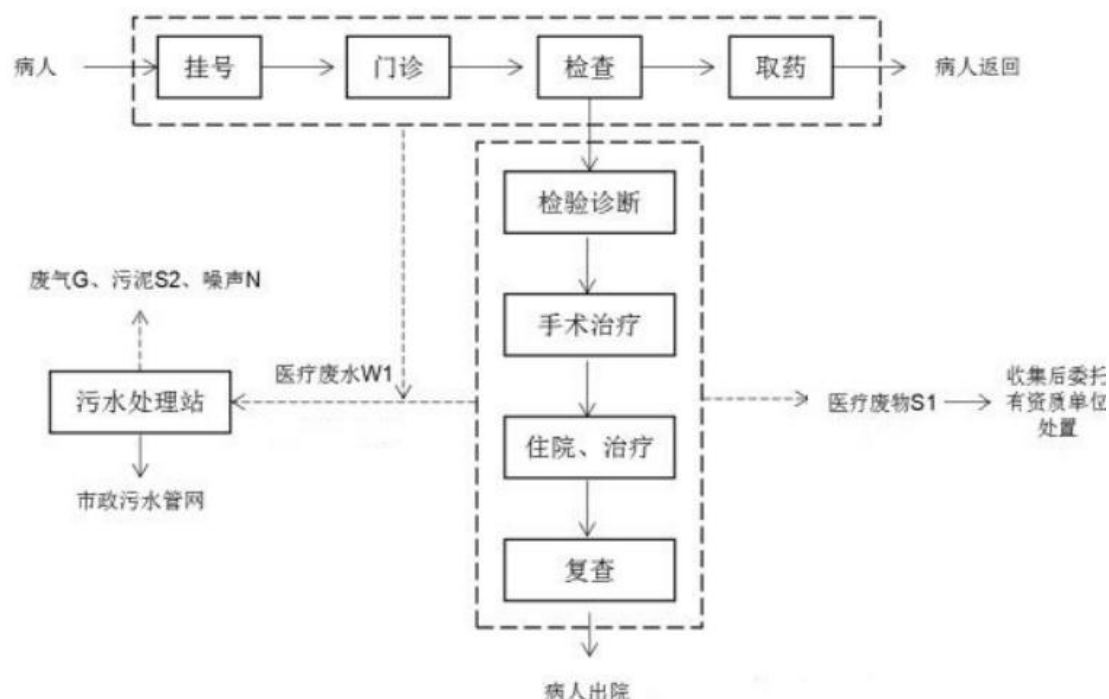 病人
挂号
门诊
检查
取药
病人返回
检验诊断
废气G、污泥S2、噪声N
手术治疗
医疗废水W1
污水处理站
医疗废物S1
收集后委托
有资质单位
处置
住院、治疗
市政污水管网
复查
病人出院